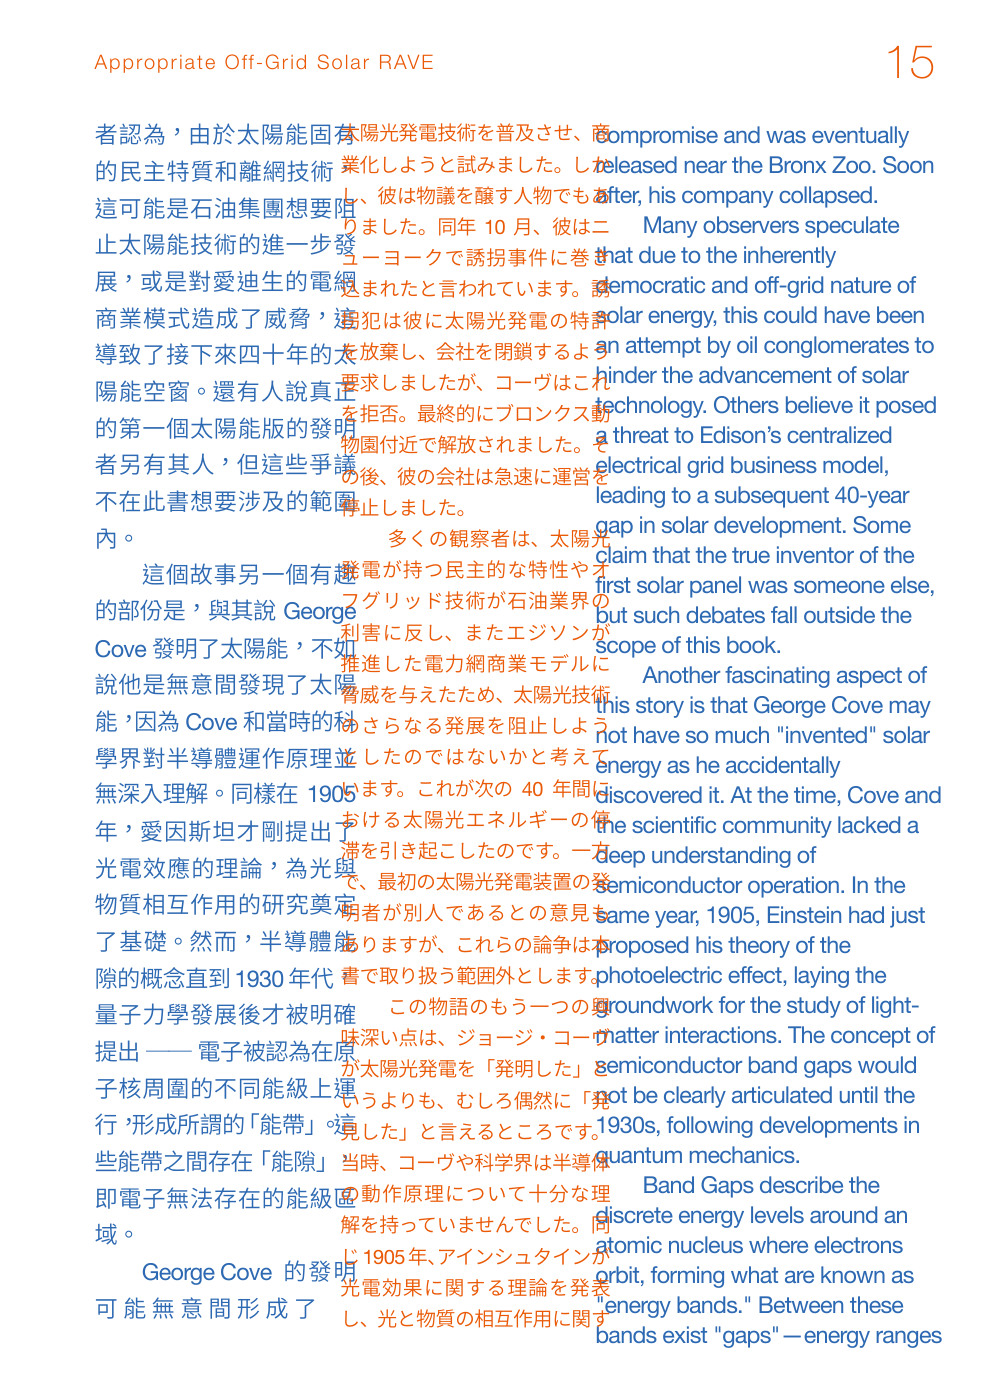 Appropriate Off-Grid Solar RAVE
15
者認為，由於太陽能固有
的民主特質和離網技術，
這可能是石油集團想要阻
止太陽能技術的進一步發
展，或是對愛迪生的電網
商業模式造成了威脅，這
導致了接下來四十年的太
陽能空窗。還有人說真正
的第一個太陽能版的發明
者另有其人，但這些爭議
不在此書想要涉及的範圍
內。
這個故事另一個有趣
的部份是，與其說 George
Cove 發明了太陽能，不如
說他是無意間發現了太陽
能，因為 Cove 和當時的科
學界對半導體運作原理並
無深入理解。同樣在 1905
年，愛因斯坦才剛提出了
光電效應的理論，為光與
物質相互作用的研究奠定
了基礎。然而，半導體能
隙的概念直到 1930 年代，
量子力學發展後才被明確
提出 —— 電子被認為在原
子核周圍的不同能級上運
行，形成所謂的「能帶」。這
些能帶之間存在「能隙」，
即電子無法存在的能級區
域。
George Cove 的發明
可能無意間形成了
太陽光発電技術を普及させ、商
業化しようと試みました。しか
し、彼は物議を醸す人物でもあ
りました。同年 10 月、彼はニ
ューヨークで誘拐事件に巻き
込まれたと言われています。誘
拐犯は彼に太陽光発電の特許
を放棄し、会社を閉鎖するよう
要求しましたが、コーヴはこれ
を拒否。最終的にブロンクス動
物園付近で解放されました。そ
の後、彼の会社は急速に運営を
停止しました。
多くの観察者は、太陽光
発電が持つ民主的な特性やオ
フグリッド技術が石油業界の
利害に反し、またエジソンが
推進した電力網商業モデルに
脅威を与えたため、太陽光技術
のさらなる発展を阻止しよう
としたのではないかと考えて
います。これが次の 40 年間に
おける太陽光エネルギーの停
滞を引き起こしたのです。一方
で、最初の太陽光発電装置の発
明者が別人であるとの意見も
ありますが、これらの論争は本
書で取り扱う範囲外とします。
この物語のもう一つの興
味深い点は、ジョージ・コーヴ
が太陽光発電を「発明した」と
いうよりも、むしろ偶然に「発
見した」と言えるところです。
当時、コーヴや科学界は半導体
の動作原理について十分な理
解を持っていませんでした。同
じ 1905 年、アインシュタインが
光電効果に関する理論を発表
し、光と物質の相互作用に関す
compromise and was eventually
released near the Bronx Zoo. Soon
after, his company collapsed.
Many observers speculate
that due to the inherently
democratic and off-grid nature of
solar energy, this could have been
an attempt by oil conglomerates to
hinder the advancement of solar
technology. Others believe it posed
a threat to Edison’s centralized
electrical grid business model,
leading to a subsequent 40-year
gap in solar development. Some
claim that the true inventor of the
first solar panel was someone else,
but such debates fall outside the
scope of this book.
Another fascinating aspect of
this story is that George Cove may
not have so much "invented" solar
energy as he accidentally
discovered it. At the time, Cove and
the scientific community lacked a
deep understanding of
semiconductor operation. In the
same year, 1905, Einstein had just
proposed his theory of the
photoelectric effect, laying the
groundwork for the study of light-
matter interactions. The concept of
semiconductor band gaps would
not be clearly articulated until the
1930s, following developments in
quantum mechanics.
Band Gaps describe the
discrete energy levels around an
atomic nucleus where electrons
orbit, forming what are known as
"energy bands." Between these
bands exist "gaps"—energy ranges